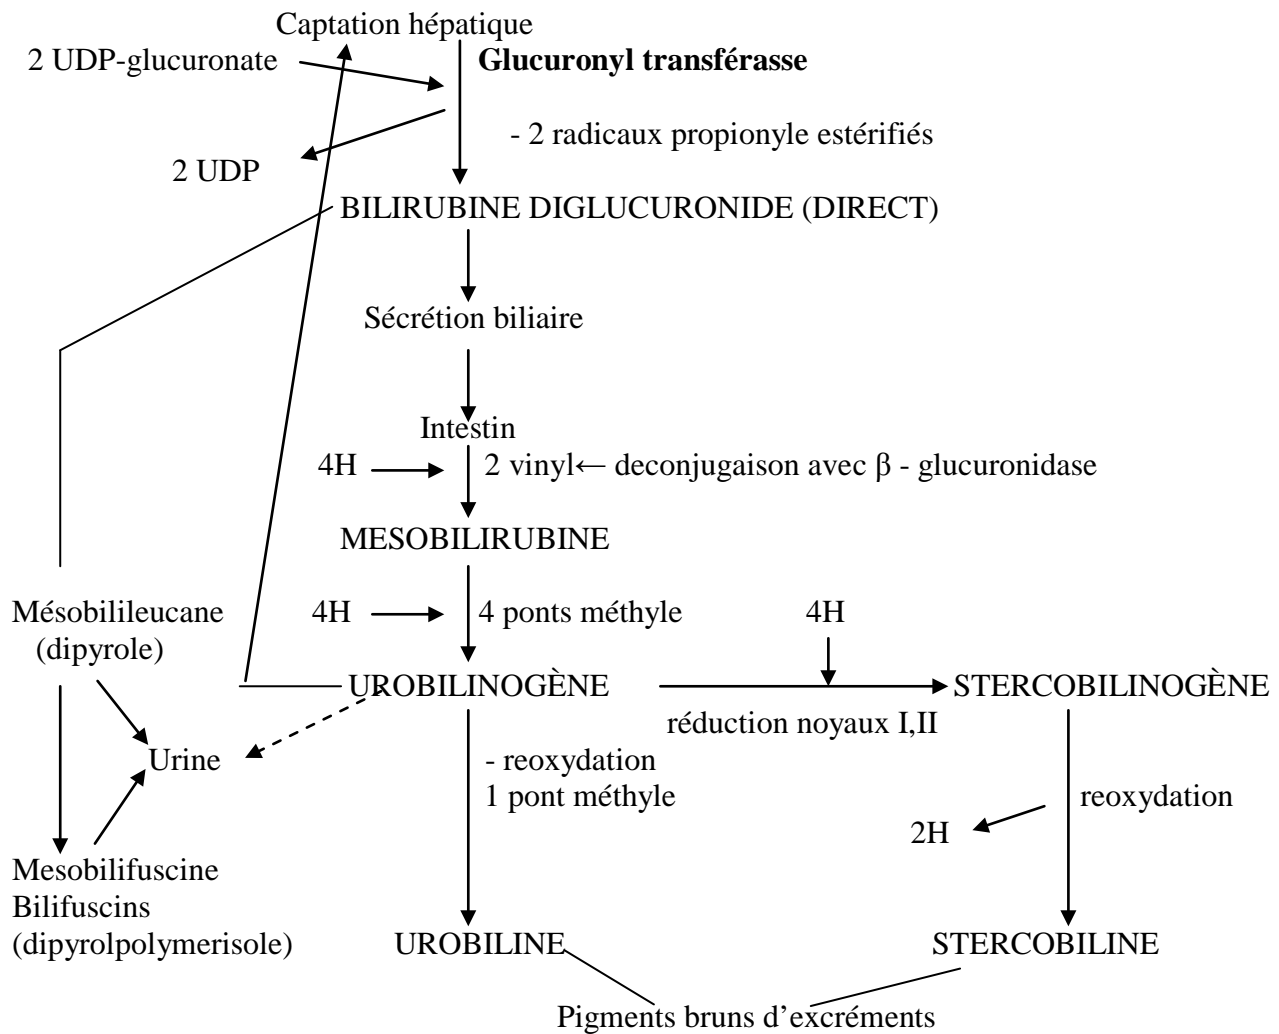 Captation hépatique
2 UDP-glucuronate
Glucuronyl transférasse
- 2 radicaux propionyle estérifiés
2 UDP
BILIRUBINE DIGLUCURONIDE (DIRECT)
Sécrétion biliaire
Intestin
4H
2 vinyl← deconjugaison avec β - glucuronidase
MESOBILIRUBINE
Mésobilileucane
(dipyrole)
4H
4 ponts méthyle
4H
UROBILINOGÈNE
STERCOBILINOGÈNE
réduction noyaux I,II
Urine
- reoxydation
1 pont méthyle
reoxydation
2H
Mesobilifuscine
Bilifuscins
(dipyrolpolymerisole)
UROBILINE
STERCOBILINE
Pigments bruns d’excréments